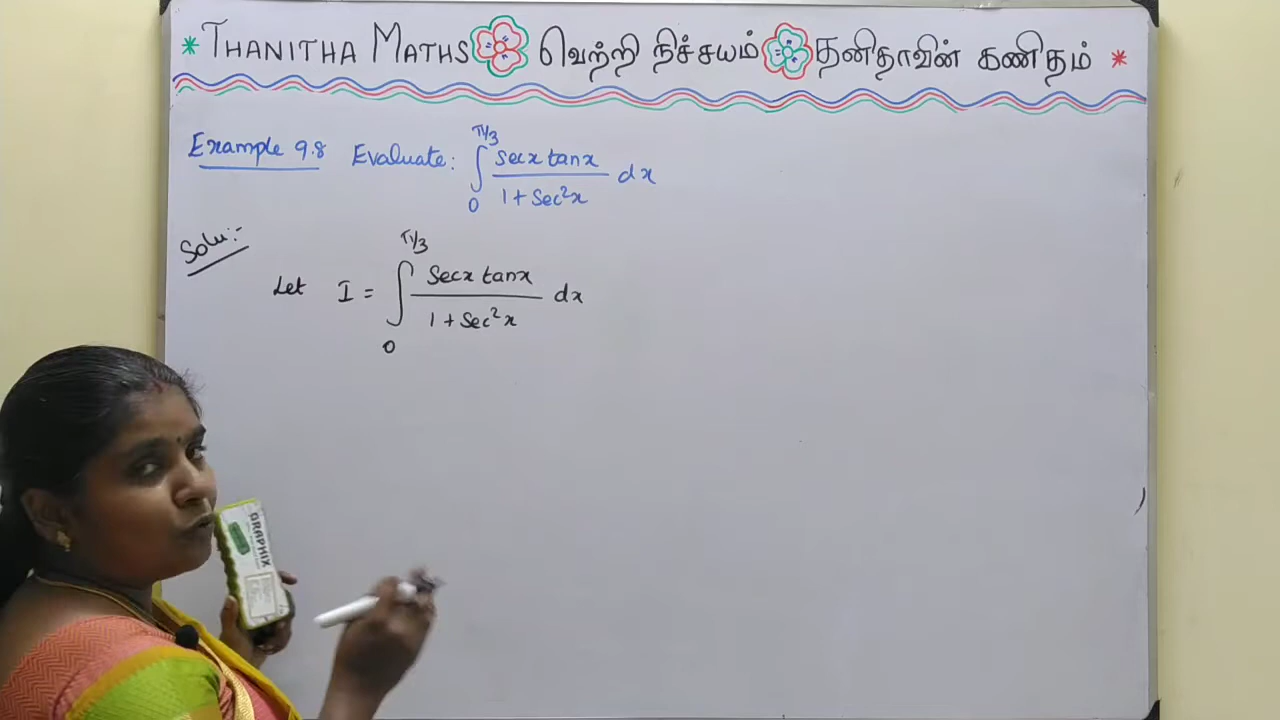 * THANITHA MATHS வெற்றி நிச்சயம் தனிதாவின் கணிதம் *
Example 9.8 Evaluate: ∫₀^(π/3) secx tanx / (1 + Sec²x) dx
Solu:-
Let I = ∫₀^(π/3) Secx tanx / (1 + Sec²x) dx
GRAPHIX